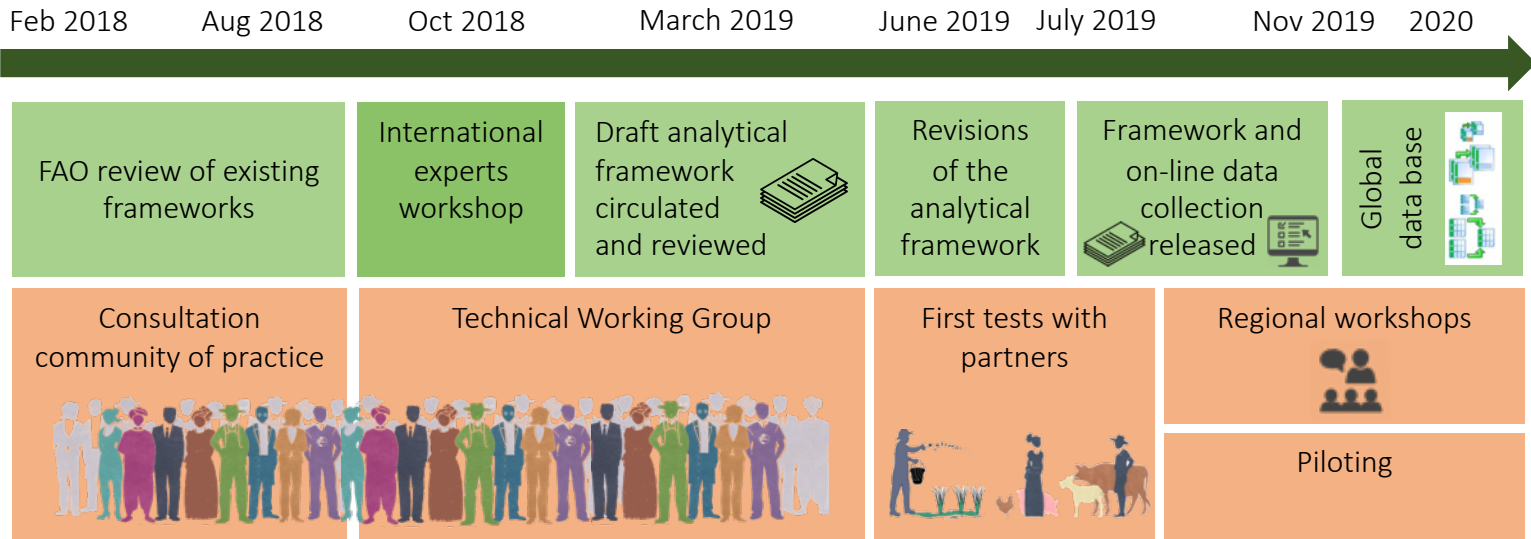 Feb 2018 Aug 2018 Oct 2018 March 2019 June 2019 July 2019 Nov 2019 2020
FAO review of existing
frameworks
International
experts
workshop
Draft analytical
framework
circulated
and reviewed
Revisions
of the
analytical
framework
Framework and
on-line data
collection
released
Global
data base
Consultation
community of practice
Technical Working Group
First tests with
partners
Regional workshops
Piloting